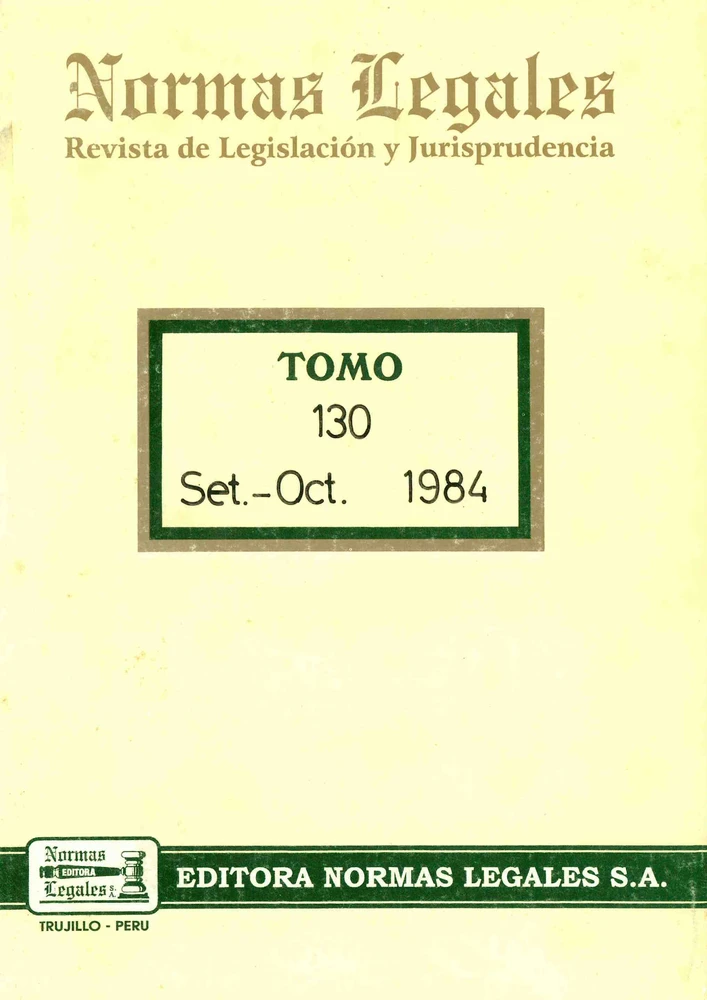 Normas Legales
Revista de Legislación y Jurisprudencia
TOMO
130
Set.-Oct. 1984
Normas
EDITORA
Legales S.A.
EDITORA NORMAS LEGALES S.A.
TRUJILLO - PERU